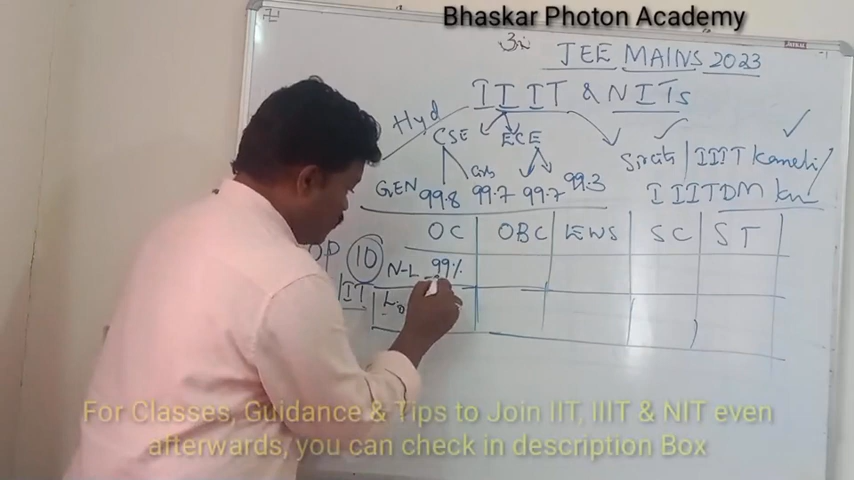 Bhaskar Photon Academy
JEE MAINS 2023
IIIT & NITs
Hyd
CSE ECE
Sricity IIIT
IIITDM
GEN 99.8 99.7 99.7 99.3
OC OBC EWS SC ST
10 N-L 99%
For Classes, Guidance & Tips to Join IIT, IIIT & NIT even
afterwards, you can check in description Box